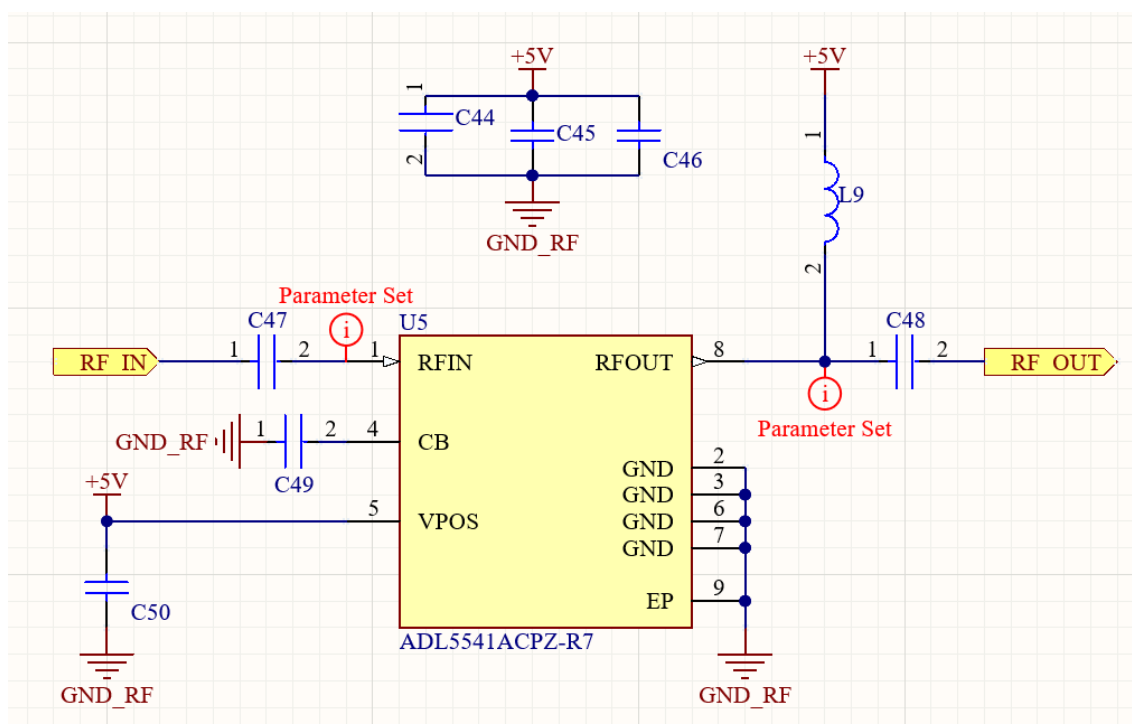 +5V
+5V
1
C44
C45
C46
2
1
L9
2
GND_RF
Parameter Set
C47
i
U5
C48
RF_IN
1
2
1
RFIN
RFOUT
8
1
2
RF_OUT
i
Parameter Set
GND_RF
1
2
4
CB
C49
GND
2
GND
3
+5V
5
VPOS
GND
6
GND
7
C50
EP
9
ADL5541ACPZ-R7
GND_RF
GND_RF